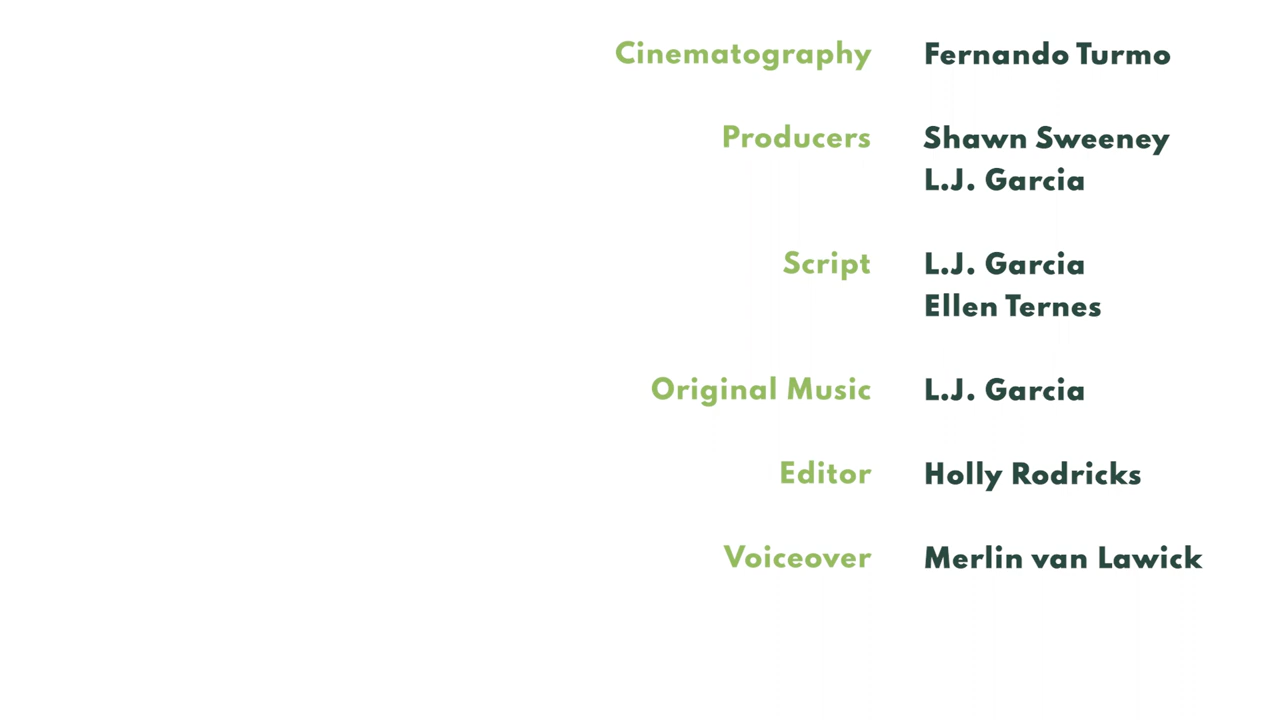 Cinematography Fernando Turmo
Producers Shawn Sweeney
L.J. Garcia
Script L.J. Garcia
Ellen Ternes
Original Music L.J. Garcia
Editor Holly Rodricks
Voiceover Merlin van Lawick